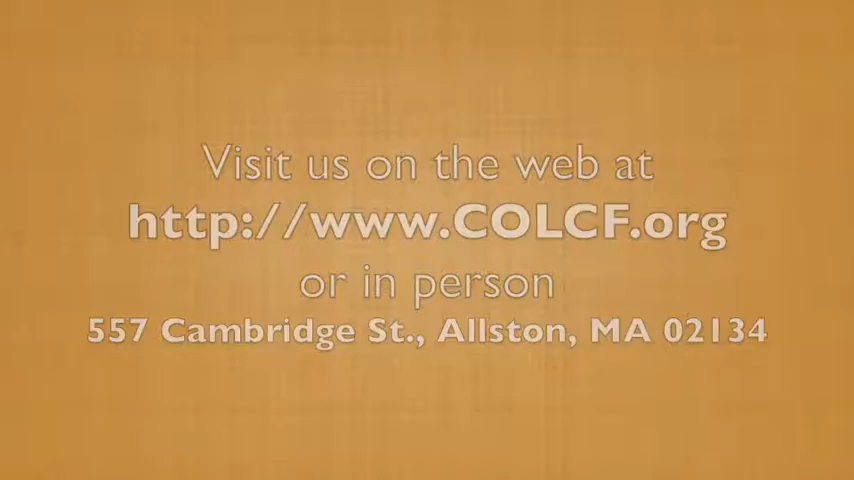 Visit us on the web at
http://www.COLCF.org
or in person
557 Cambridge St., Allston, MA 02134